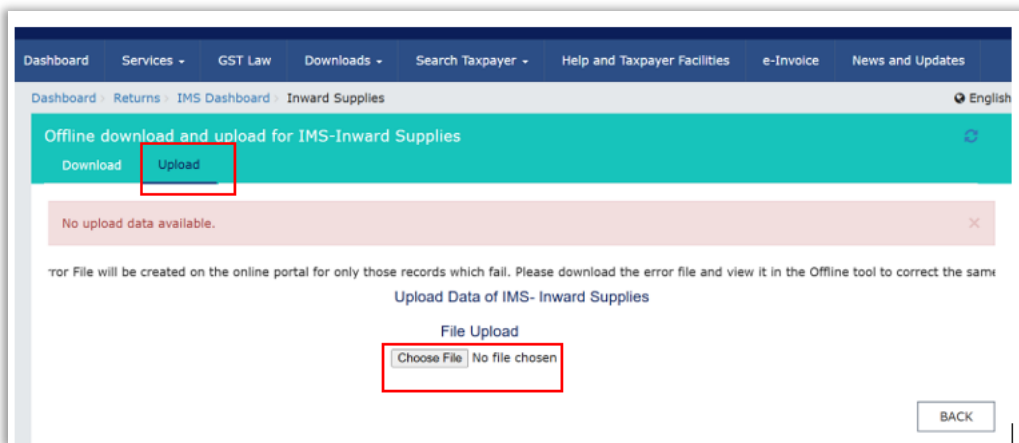 Dashboard Services GST Law Downloads Search Taxpayer Help and Taxpayer Facilities e-Invoice News and Updates
Dashboard > Returns > IMS Dashboard > Inward Supplies English
Offline download and upload for IMS-Inward Supplies
Download Upload
No upload data available. ×
ror File will be created on the online portal for only those records which fail. Please download the error file and view it in the Offline tool to correct the same
Upload Data of IMS- Inward Supplies
File Upload
Choose File No file chosen
BACK